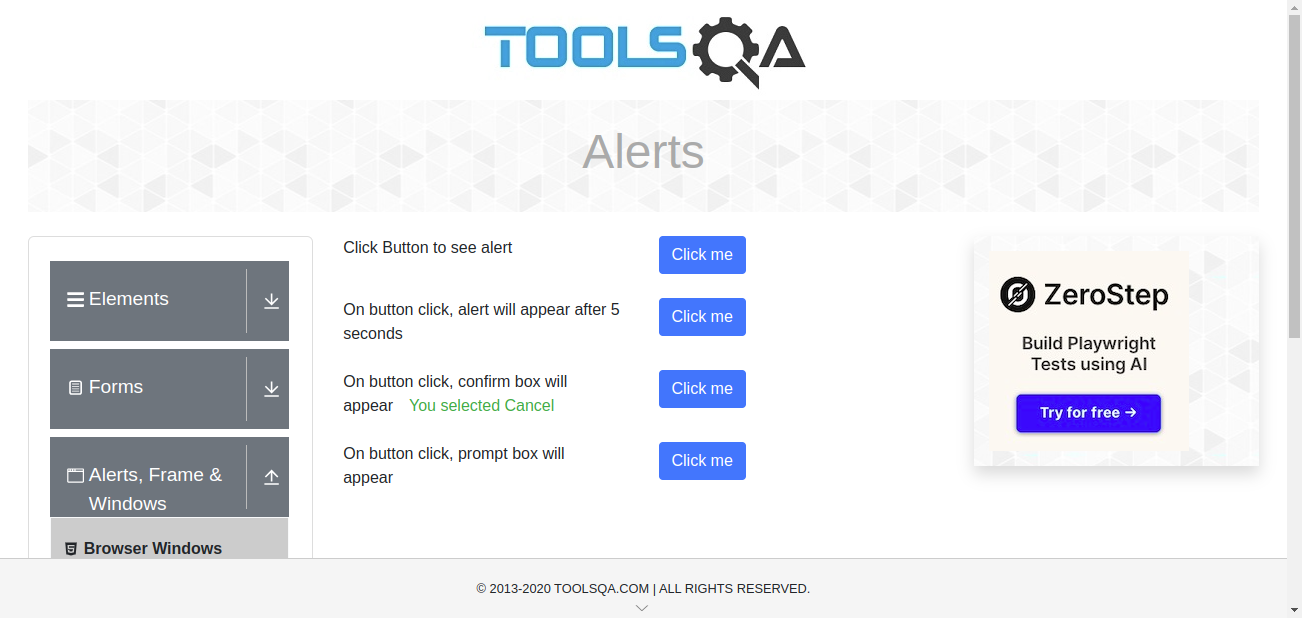 TOOLSQA
Alerts
Elements
Forms
Alerts, Frame &
Windows
Browser Windows
Click Button to see alert
Click me
On button click, alert will appear after 5
seconds
Click me
On button click, confirm box will
appear You selected Cancel
Click me
On button click, prompt box will
appear
Click me
ZeroStep
Build Playwright
Tests using AI
Try for free →
© 2013-2020 TOOLSQA.COM | ALL RIGHTS RESERVED.